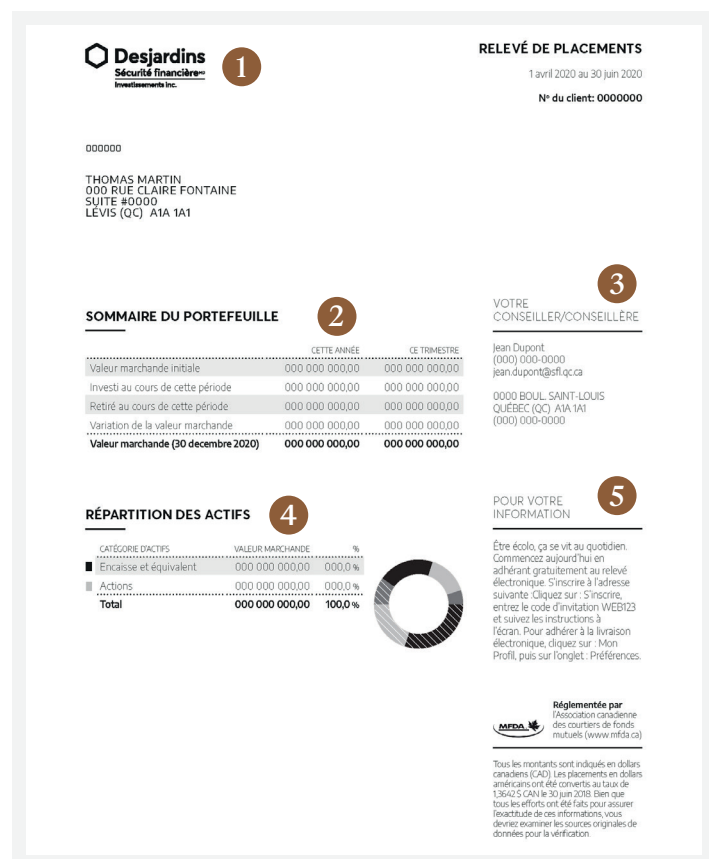 Desjardins
Sécurité financière MD
Investissements inc.
1
RELEVÉ DE PLACEMENTS
1 avril 2020 au 30 juin 2020
Nº du client: 0000000
000000
THOMAS MARTIN
000 RUE CLAIRE FONTAINE
SUITE #0000
LÉVIS (QC) A1A 1A1
SOMMAIRE DU PORTEFEUILLE
2
CETTE ANNÉE CE TRIMESTRE
Valeur marchande initiale 000 000 000,00 000 000 000,00
Investi au cours de cette période 000 000 000,00 000 000 000,00
Retiré au cours de cette période 000 000 000,00 000 000 000,00
Variation de la valeur marchande 000 000 000,00 000 000 000,00
Valeur marchande (30 decembre 2020) 000 000 000,00 000 000 000,00
3
VOTRE
CONSEILLER/CONSEILLÈRE
Jean Dupont
(000) 000-0000
jean.dupont@sfl.qc.ca
0000 BOUL. SAINT-LOUIS
QUÉBEC (QC) A1A 1A1
(000) 000-0000
RÉPARTITION DES ACTIFS
4
CATÉGORIE D'ACTIFS VALEUR MARCHANDE %
Encaisse et équivalent 000 000 000,00 000,0 %
Actions 000 000 000,00 000,0 %
Total 000 000 000,00 100,0 %
POUR VOTRE
INFORMATION
5
Être écolo, ça se vit au quotidien.
Commencez aujourd'hui en
adhérant gratuitement au relevé
électronique. S'inscrire à l'adresse
suivante :Cliquez sur : S'inscrire,
entrez le code d'invitation WEB123
et suivez les instructions à
l'écran. Pour adhérer à la livraison
électronique, cliquez sur : Mon
Profil, puis sur l'onglet : Préférences.
MFDA
Réglementée par
l'Association canadienne
des courtiers de fonds
mutuels (www.mfda.ca)
Tous les montants sont indiqués en dollars
canadiens (CAD). Les placements en dollars
américains ont été convertis au taux de
1,3642 $ CAN le 30 juin 2018. Bien que
tous les efforts ont été faits pour assurer
l'exactitude de ces informations, vous
devriez examiner les sources originales de
données pour la vérification.